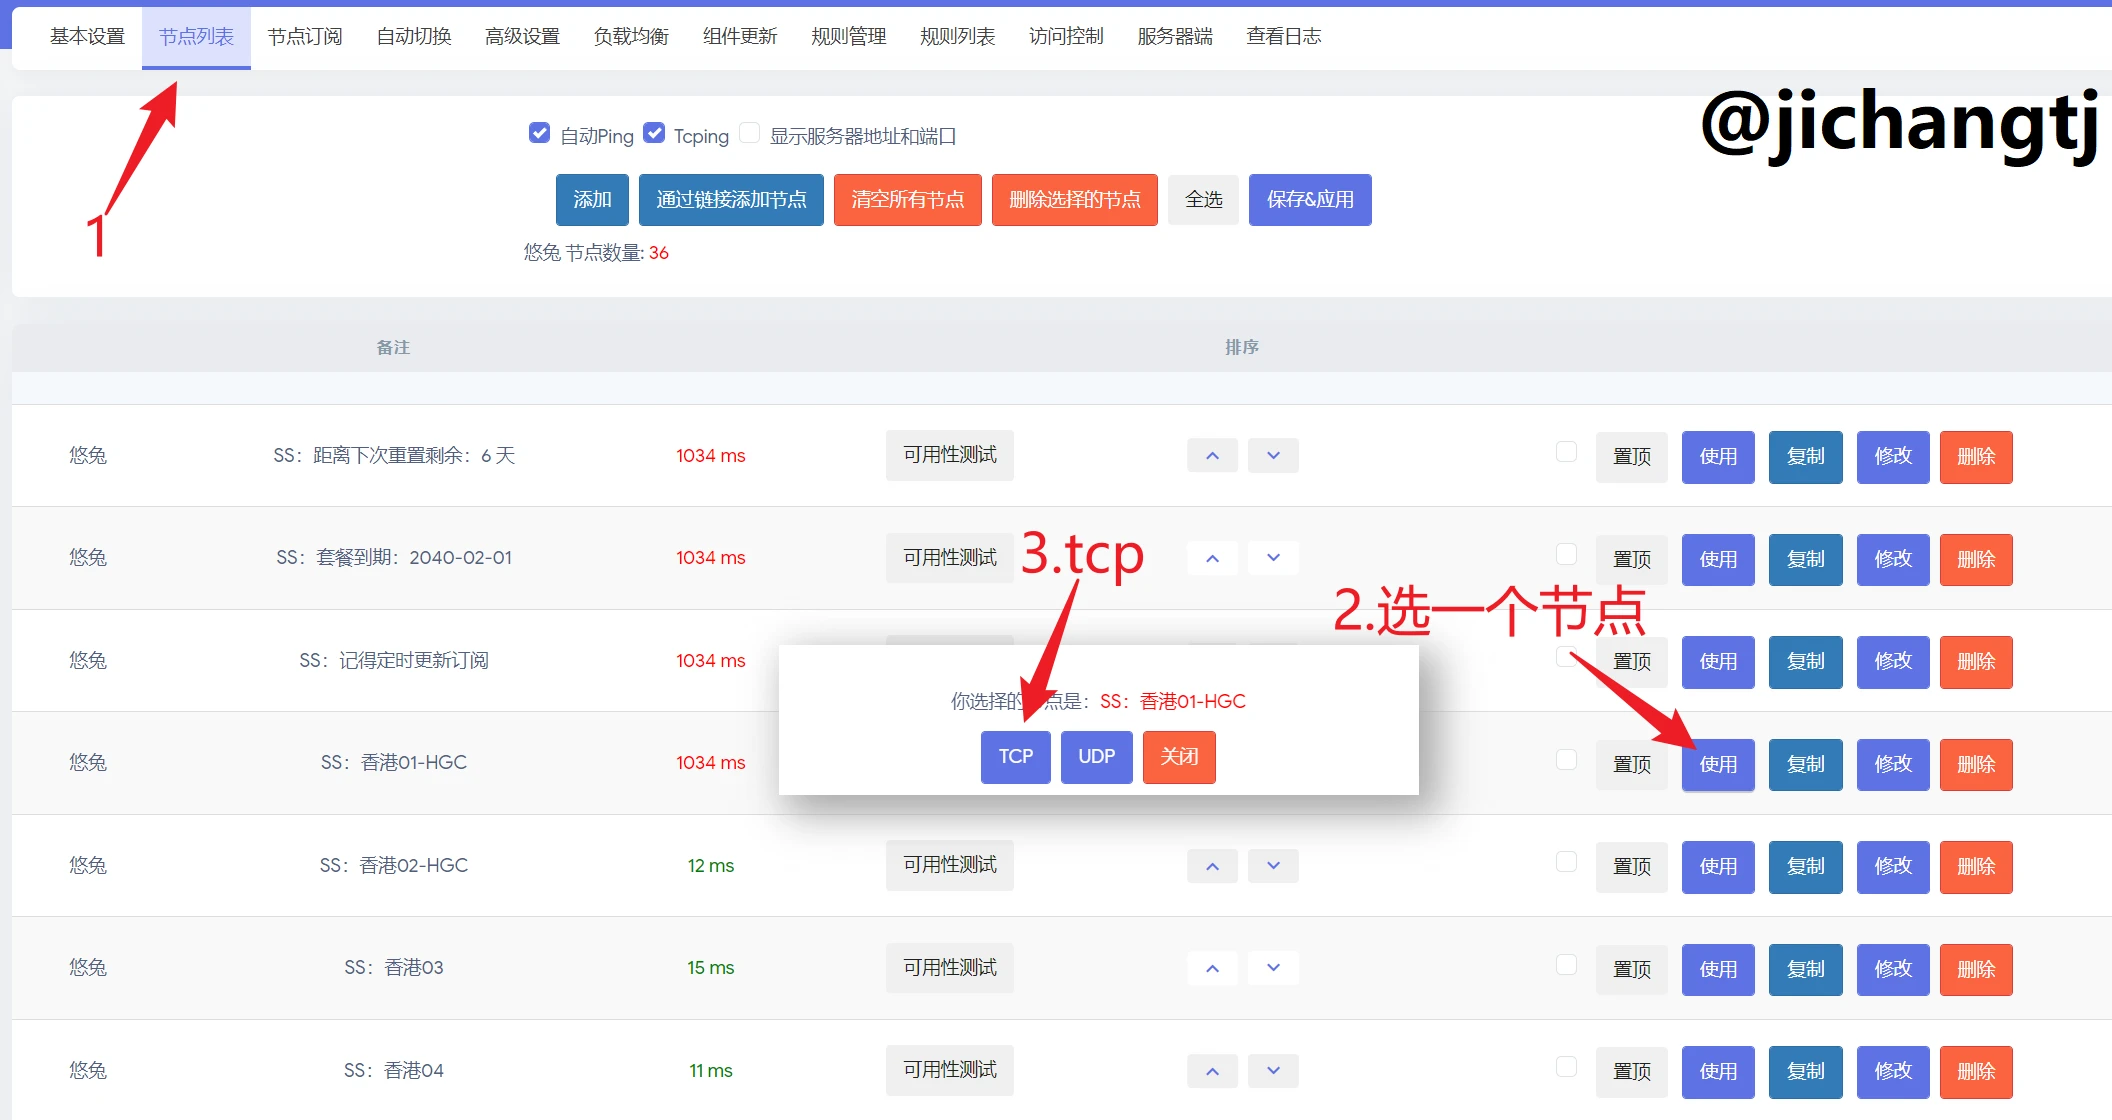 基本设置 节点列表 节点订阅 自动切换 高级设置 负载均衡 组件更新 规则管理 规则列表 访问控制 服务器端 查看日志
@jichangtj
自动Ping Tcping 显示服务器地址和端口
添加 通过链接添加节点 清空所有节点 删除选择的节点 全选 保存&应用
1
悠兔 节点数量: 36
备注 排序
悠兔 SS：距离下次重置剩余：6 天 1034 ms 可用性测试 置顶 使用 复制 修改 删除
悠兔 SS：套餐到期：2040-02-01 1034 ms 可用性测试 置顶 使用 复制 修改 删除
3.tcp
2.选一个节点
悠兔 SS：记得定时更新订阅 1034 ms 置顶 使用 复制 修改 删除
你选择的 点是：SS：香港01-HGC
TCP UDP 关闭
悠兔 SS：香港01-HGC 1034 ms 置顶 使用 复制 修改 删除
悠兔 SS：香港02-HGC 12 ms 可用性测试 置顶 使用 复制 修改 删除
悠兔 SS：香港03 15 ms 可用性测试 置顶 使用 复制 修改 删除
悠兔 SS：香港04 11 ms 可用性测试 置顶 使用 复制 修改 删除